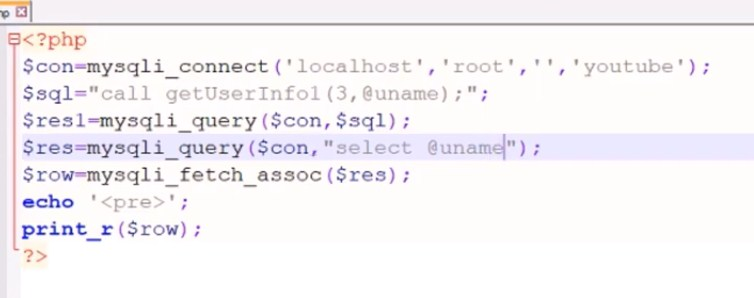 hp
<?php
$con=mysqli_connect('localhost','root','','youtube');
$sql="call getUserInfo1(3,@uname);";
$res1=mysqli_query($con,$sql);
$res=mysqli_query($con,"select @uname");
$row=mysqli_fetch_assoc($res);
echo '<pre>';
print_r($row);
?>